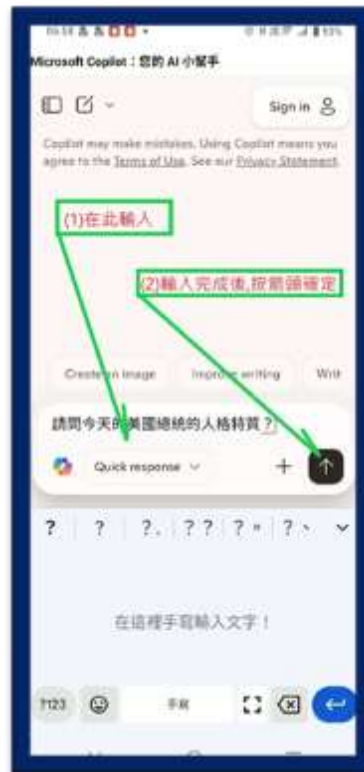 Microsoft Copilot：您的 AI 小幫手
Sign in
Copilot may make mistakes. Using Copilot means you
agree to the Terms of Use. See our Privacy Statement.
(1)在此輸入
(2)輸入完成後,按箭頭確定
Create an image Improve writing Writ
請問今天的美國總統的人格特質?
Quick response
? ? ?. ?? ?" ?、
在這裡手寫輸入文字！
?123 手寫